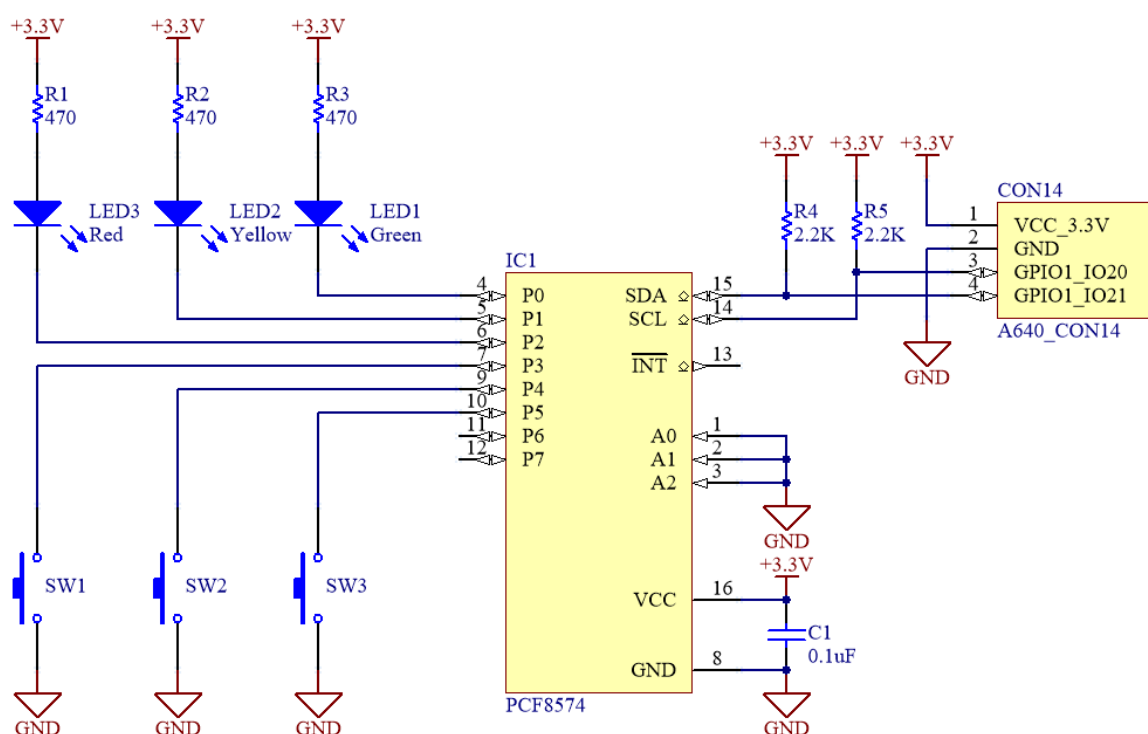 +3.3V
+3.3V
+3.3V
R1
470
R2
470
R3
470
LED3
Red
LED2
Yellow
LED1
Green
+3.3V
+3.3V
+3.3V
R4
2.2K
R5
2.2K
CON14
1 VCC_3.3V
2 GND
3 GPIO1_IO20
4 GPIO1_IO21
A640_CON14
GND
IC1
4 P0
5 P1
6 P2
7 P3
9 P4
10 P5
11 P6
12 P7
SDA 15
SCL 14
INT 13
A0 1
A1 2
A2 3
GND
+3.3V
VCC 16
C1
0.1uF
GND 8
PCF8574
GND
SW1
SW2
SW3
GND
GND
GND